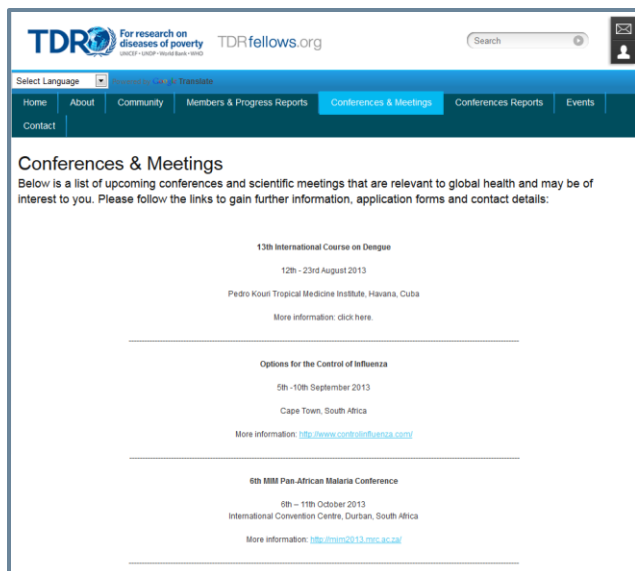 TDR
For research on
diseases of poverty
UNICEF · UNDP · World Bank · WHO
TDRfellows.org
Search
Select Language
Translate
Home About Community Members & Progress Reports Conferences & Meetings Conferences Reports Events
Contact
Conferences & Meetings
Below is a list of upcoming conferences and scientific meetings that are relevant to global health and may be of
interest to you. Please follow the links to gain further information, application forms and contact details:
13th International Course on Dengue
12th - 23rd August 2013
Pedro Kouri Tropical Medicine Institute, Havana, Cuba
More information: click here.
Options for the Control of Influenza
5th -10th September 2013
Cape Town, South Africa
More information: http://www.controlinfluenza.com/
6th MIM Pan-African Malaria Conference
6th – 11th October 2013
International Convention Centre, Durban, South Africa
More information: http://mim2013.mrc.ac.za/